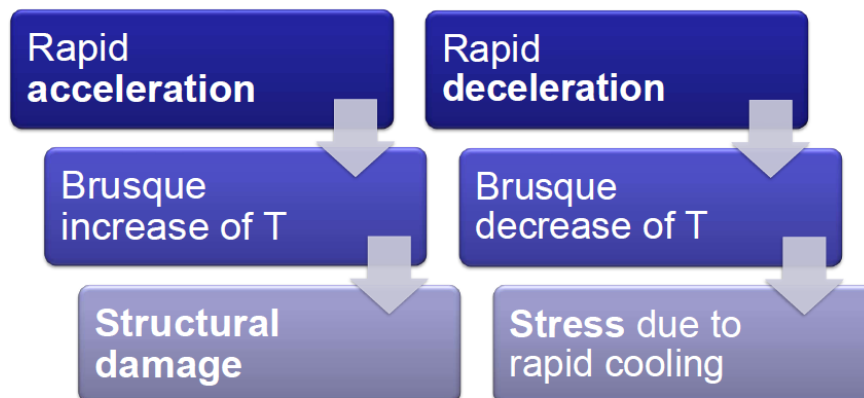 Rapid
acceleration
Brusque
increase of T
Structural
damage
Rapid
deceleration
Brusque
decrease of T
Stress due to
rapid cooling